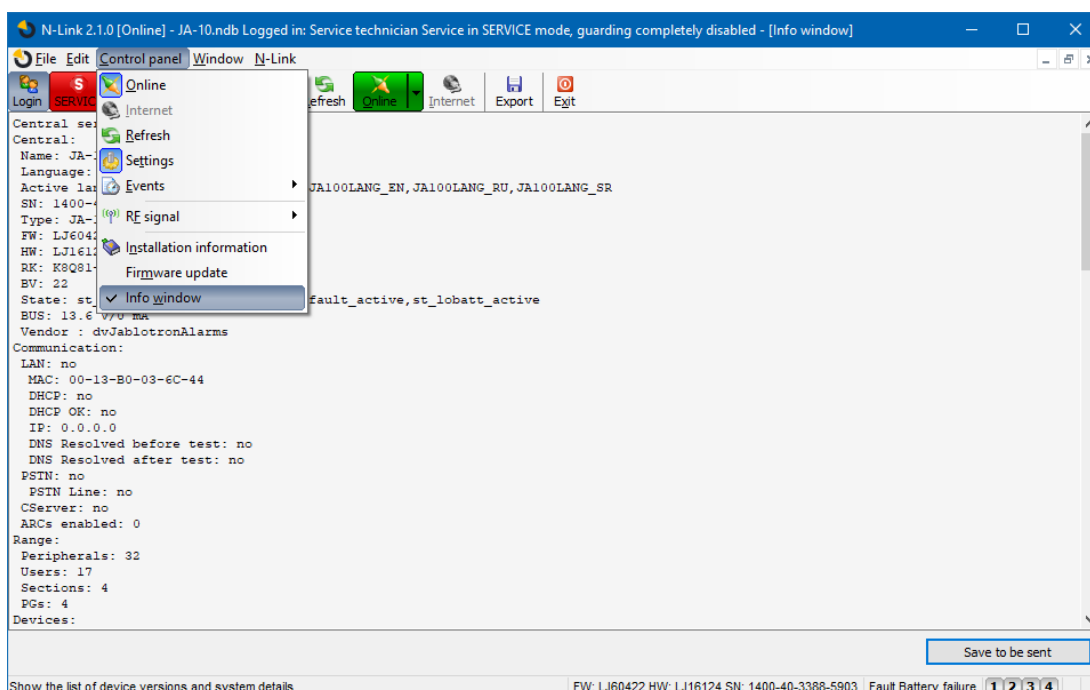 N-Link 2.1.0 [Online] - JA-10.ndb Logged in: Service technician Service in SERVICE mode, guarding completely disabled - [Info window]
File Edit Control panel Window N-Link
Login SERVIC efresh Online Internet Export Exit
Online
Internet
Refresh
Settings
Events
RF signal
Installation information
Firmware update
Info window
Central se
Central:
Name: JA-
Language:
Active la JA100LANG_EN,JA100LANG_RU,JA100LANG_SR
SN: 1400-4
Type: JA-
FW: LJ6042
HW: LJ1612
RK: K8Q81-
BV: 22
State: st_ fault_active,st_lobatt_active
BUS: 13.6 V/0 mA
Vendor : dvJablotronAlarms
Communication:
LAN: no
MAC: 00-13-B0-03-6C-44
DHCP: no
DHCP OK: no
IP: 0.0.0.0
DNS Resolved before test: no
DNS Resolved after test: no
PSTN: no
PSTN Line: no
CServer: no
ARCs enabled: 0
Range:
Peripherals: 32
Users: 17
Sections: 4
PGs: 4
Devices:
Save to be sent
Show the list of device versions and system details FW: LJ60422 HW: LJ16124 SN: 1400-40-3388-5903 Fault Battery failure 1 2 3 4